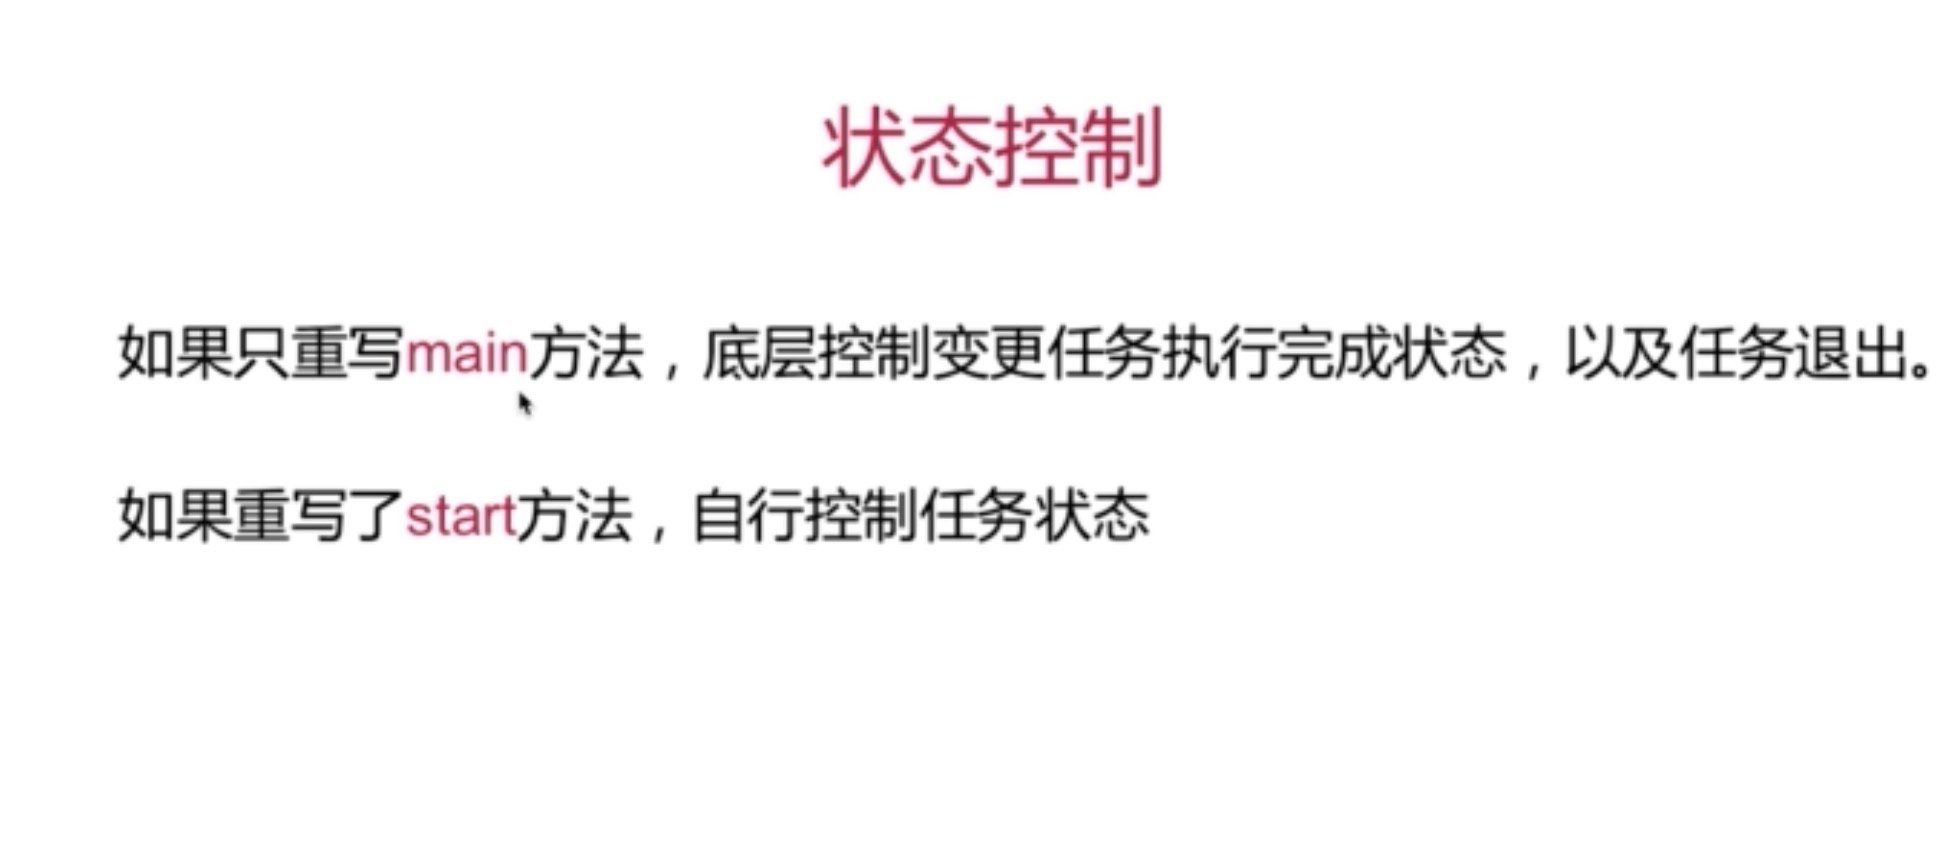 状态控制
如果只重写main方法，底层控制变更任务执行完成状态，以及任务退出。
如果重写了start方法，自行控制任务状态